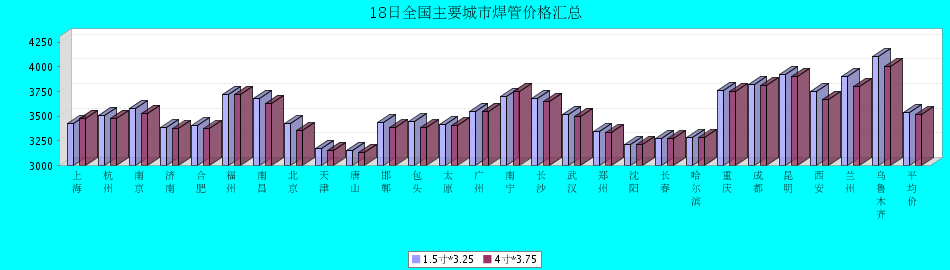 18日全国主要城市焊管价格汇总
4250
4000
3750
3500
3250
3000
上海
杭州
南京
济南
合肥
福州
南昌
北京
天津
唐山
邯郸
包头
太原
广州
南宁
长沙
武汉
郑州
沈阳
长春
哈尔滨
重庆
成都
昆明
西安
兰州
乌鲁木齐
平均价
1.5寸*3.25
4寸*3.75